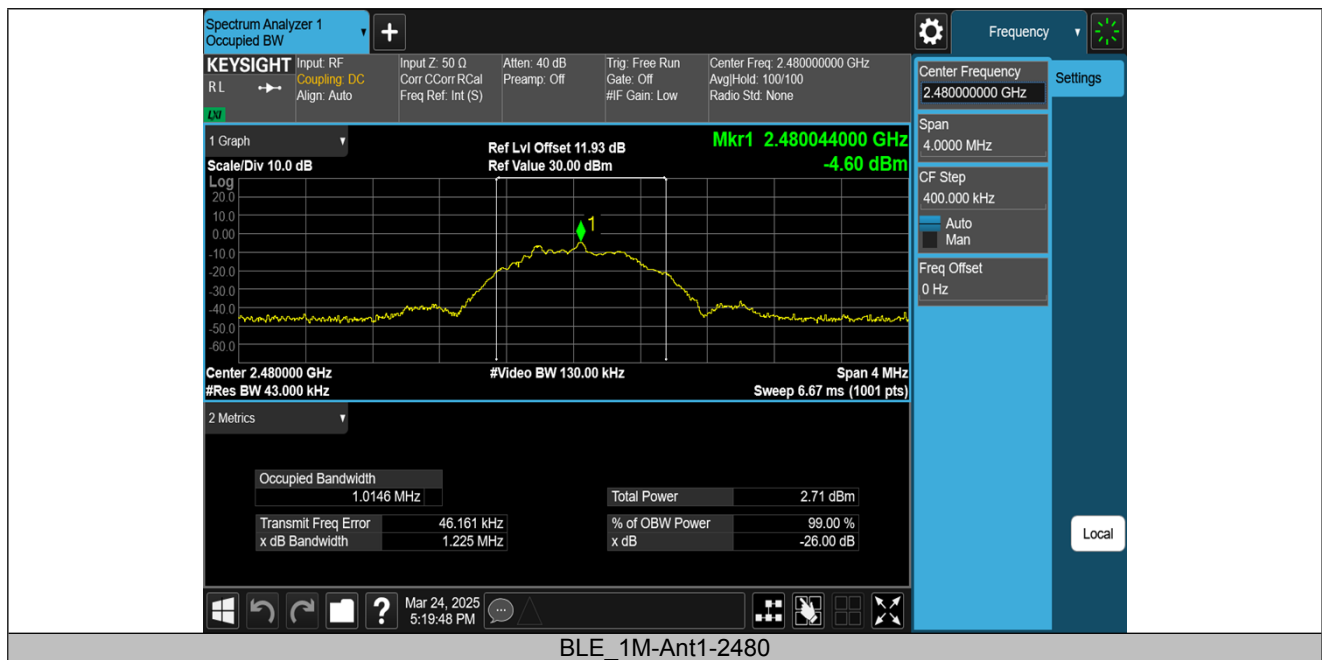 Spectrum Analyzer 1
Occupied BW
Frequency
KEYSIGHT
R L
LXI
Input: RF
Coupling: DC
Align: Auto
Input Z: 50 Ω
Corr CCorr RCal
Freq Ref: Int (S)
Atten: 40 dB
Preamp: Off
Trig: Free Run
Gate: Off
#IF Gain: Low
Center Freq: 2.480000000 GHz
Avg|Hold: 100/100
Radio Std: None
Center Frequency
2.480000000 GHz
Settings
Span
4.0000 MHz
CF Step
400.000 kHz
Auto
Man
Freq Offset
0 Hz
Local
1 Graph
Scale/Div 10.0 dB
Ref Lvl Offset 11.93 dB
Ref Value 30.00 dBm
Mkr1 2.480044000 GHz
-4.60 dBm
Log
20.0
10.0
0.00
-10.0
-20.0
-30.0
-40.0
-50.0
-60.0
1
Center 2.480000 GHz
#Video BW 130.00 kHz
Span 4 MHz
#Res BW 43.000 kHz
Sweep 6.67 ms (1001 pts)
2 Metrics
Occupied Bandwidth
1.0146 MHz
Total Power 2.71 dBm
Transmit Freq Error 46.161 kHz
% of OBW Power 99.00 %
x dB Bandwidth 1.225 MHz
x dB -26.00 dB
Mar 24, 2025
5:19:48 PM
BLE_1M-Ant1-2480